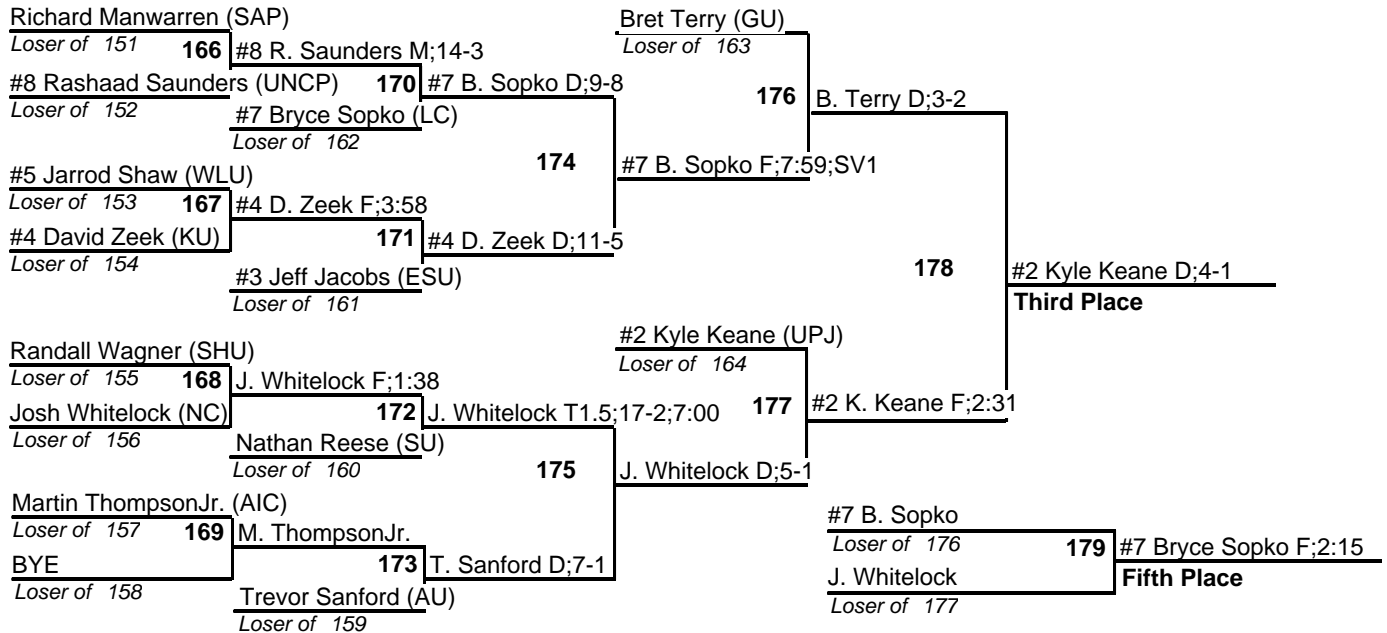 Richard Manwarren (SAP)
Loser of 151
166
#8 R. Saunders M;14-3
#8 Rashaad Saunders (UNCP)
Loser of 152
170
#7 B. Sopko D;9-8
#7 Bryce Sopko (LC)
Loser of 162
#5 Jarrod Shaw (WLU)
Loser of 153
167
#4 D. Zeek F;3:58
#4 David Zeek (KU)
Loser of 154
171
#4 D. Zeek D;11-5
#3 Jeff Jacobs (ESU)
Loser of 161
174
#7 B. Sopko F;7:59;SV1
Bret Terry (GU)
Loser of 163
176
B. Terry D;3-2
Randall Wagner (SHU)
Loser of 155
168
J. Whitelock F;1:38
Josh Whitelock (NC)
Loser of 156
172
J. Whitelock T1.5;17-2;7:00
Nathan Reese (SU)
Loser of 160
Martin ThompsonJr. (AIC)
Loser of 157
169
M. ThompsonJr.
BYE
Loser of 158
173
T. Sanford D;7-1
Trevor Sanford (AU)
Loser of 159
175
J. Whitelock D;5-1
#2 Kyle Keane (UPJ)
Loser of 164
177
#2 K. Keane F;2:31
178
#2 Kyle Keane D;4-1
Third Place
#7 B. Sopko
Loser of 176
179
#7 Bryce Sopko F;2:15
J. Whitelock
Fifth Place
Loser of 177